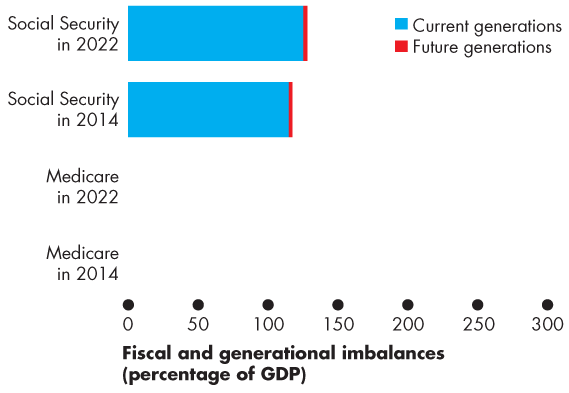 Social Security
in 2022
Current generations
Future generations
Social Security
in 2014
Medicare
in 2022
Medicare
in 2014
0 50 100 150 200 250 300
Fiscal and generational imbalances
(percentage of GDP)